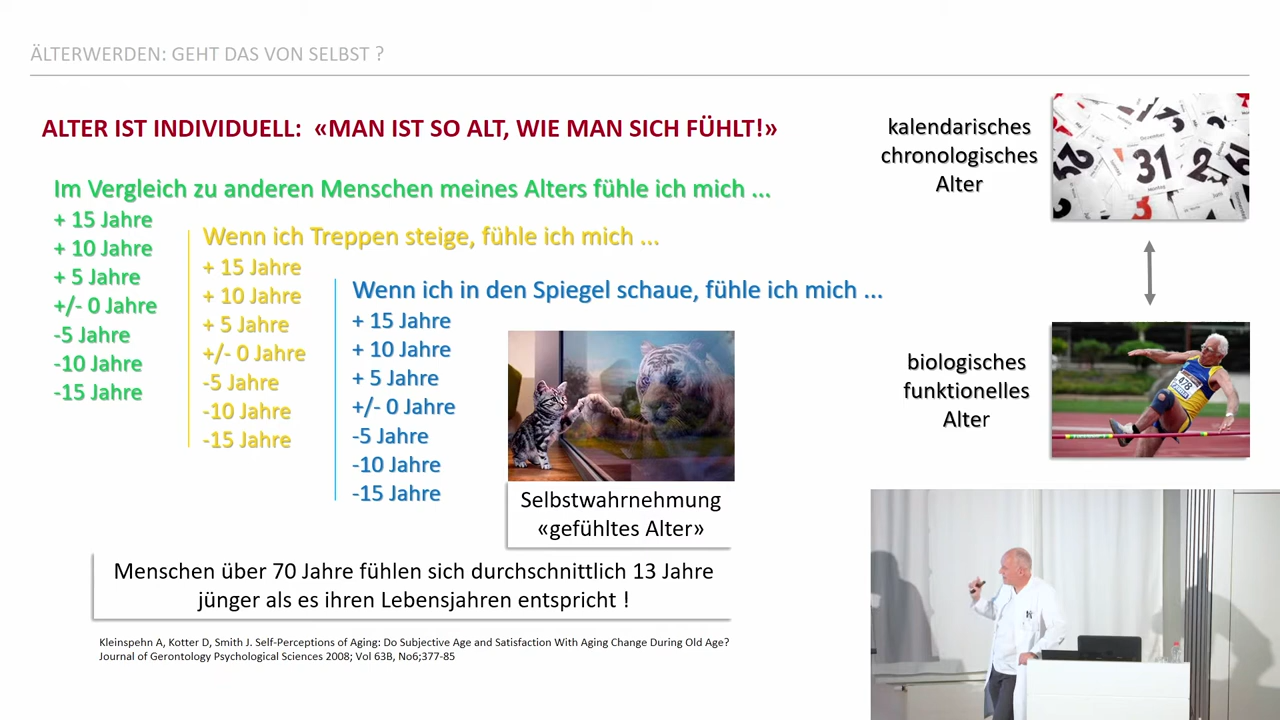 ÄLTERWERDEN: GEHT DAS VON SELBST ?
ALTER IST INDIVIDUELL: «MAN IST SO ALT, WIE MAN SICH FÜHLT!»
Im Vergleich zu anderen Menschen meines Alters fühle ich mich ...
+ 15 Jahre
+ 10 Jahre
+ 5 Jahre
+/- 0 Jahre
-5 Jahre
-10 Jahre
-15 Jahre
Wenn ich Treppen steige, fühle ich mich ...
+ 15 Jahre
+ 10 Jahre
+ 5 Jahre
+/- 0 Jahre
-5 Jahre
-10 Jahre
-15 Jahre
Wenn ich in den Spiegel schaue, fühle ich mich ...
+ 15 Jahre
+ 10 Jahre
+ 5 Jahre
+/- 0 Jahre
-5 Jahre
-10 Jahre
-15 Jahre
Selbstwahrnehmung
«gefühltes Alter»
Menschen über 70 Jahre fühlen sich durchschnittlich 13 Jahre
jünger als es ihren Lebensjahren entspricht !
Kleinspehn A, Kotter D, Smith J. Self-Perceptions of Aging: Do Subjective Age and Satisfaction With Aging Change During Old Age?
Journal of Gerontology Psychological Sciences 2008; Vol 63B, No6;377-85
kalendarisches
chronologisches
Alter
31
Montag
biologisches
funktionelles
Alter
478